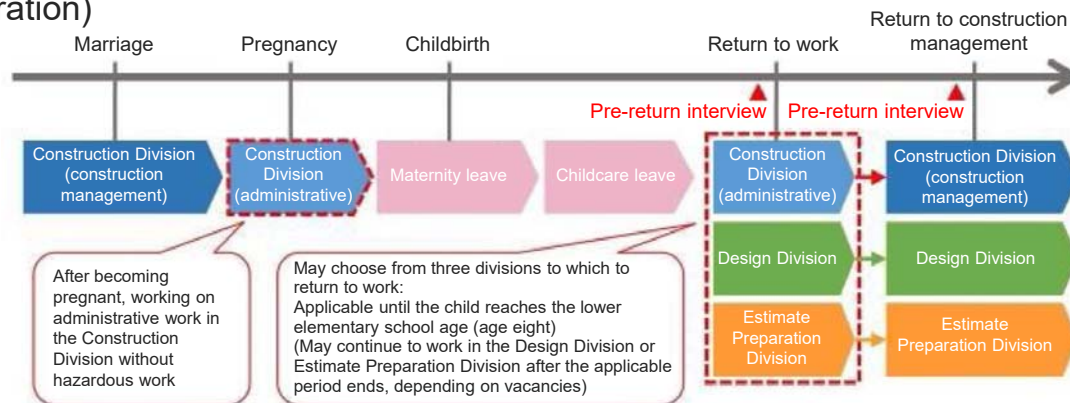 ration)
Marriage
Pregnancy
Childbirth
Return to work
Return to construction
management
Pre-return interview
Pre-return interview
Construction Division
(construction
management)
Construction
Division
(administrative)
Maternity leave
Childcare leave
Construction
Division
(administrative)
Construction Division
(construction
management)
Design Division
Design Division
Estimate
Preparation
Division
Estimate
Preparation Division
After becoming
pregnant, working on
administrative work in
the Construction
Division without
hazardous work
May choose from three divisions to which to
return to work:
Applicable until the child reaches the lower
elementary school age (age eight)
(May continue to work in the Design Division or
Estimate Preparation Division after the applicable
period ends, depending on vacancies)